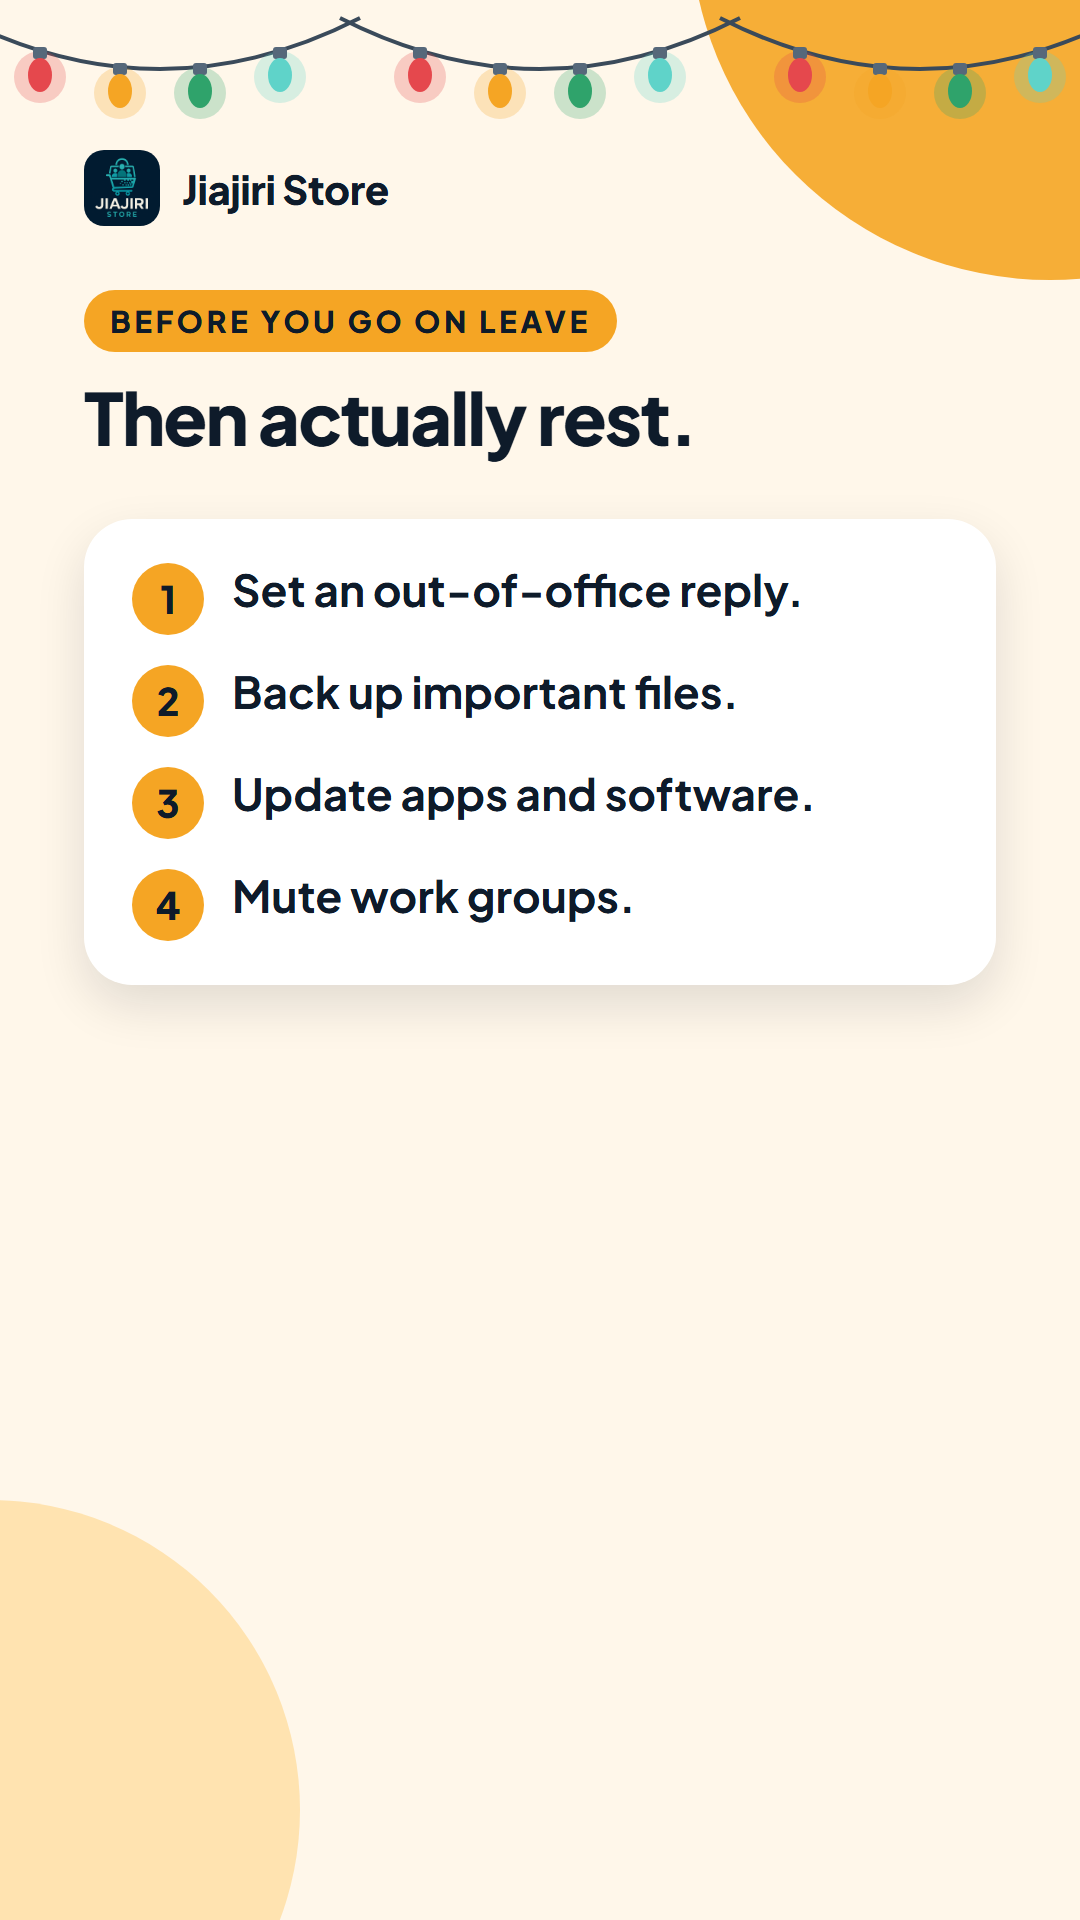 JIAJIRI
STORE
Jiajiri Store
BEFORE YOU GO ON LEAVE
Then actually rest.
1 Set an out-of-office reply.
2 Back up important files.
3 Update apps and software.
4 Mute work groups.